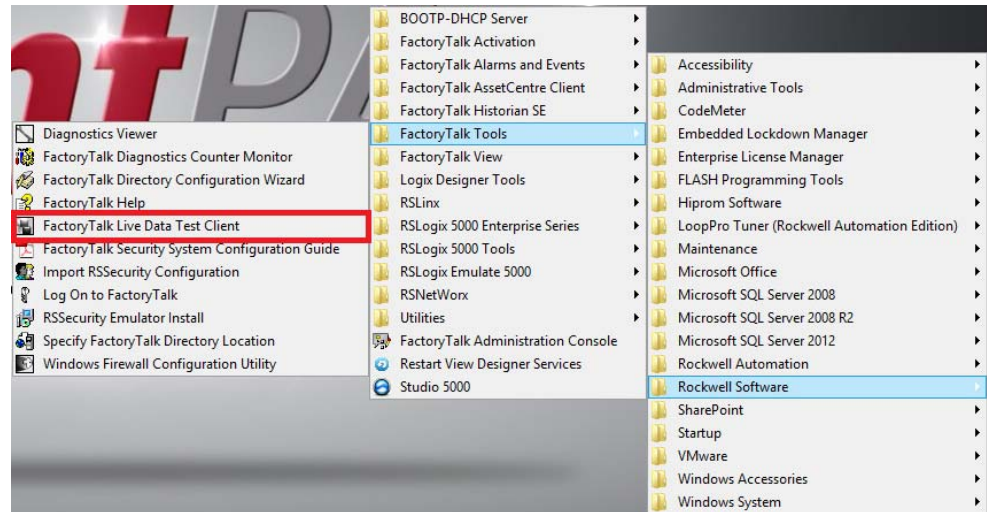 ntPA
BOOTP-DHCP Server
FactoryTalk Activation
FactoryTalk Alarms and Events
FactoryTalk AssetCentre Client
FactoryTalk Historian SE
FactoryTalk Tools
FactoryTalk View
Logix Designer Tools
RSLinx
RSLogix 5000 Enterprise Series
RSLogix 5000 Tools
RSLogix Emulate 5000
RSNetWorx
Utilities
FactoryTalk Administration Console
Restart View Designer Services
Studio 5000
Diagnostics Viewer
FactoryTalk Diagnostics Counter Monitor
FactoryTalk Directory Configuration Wizard
FactoryTalk Help
FactoryTalk Live Data Test Client
FactoryTalk Security System Configuration Guide
Import RSSecurity Configuration
Log On to FactoryTalk
RSSecurity Emulator Install
Specify FactoryTalk Directory Location
Windows Firewall Configuration Utility
Accessibility
Administrative Tools
CodeMeter
Embedded Lockdown Manager
Enterprise License Manager
FLASH Programming Tools
Hiprom Software
LoopPro Tuner (Rockwell Automation Edition)
Maintenance
Microsoft Office
Microsoft SQL Server 2008
Microsoft SQL Server 2008 R2
Microsoft SQL Server 2012
Rockwell Automation
Rockwell Software
SharePoint
Startup
VMware
Windows Accessories
Windows System